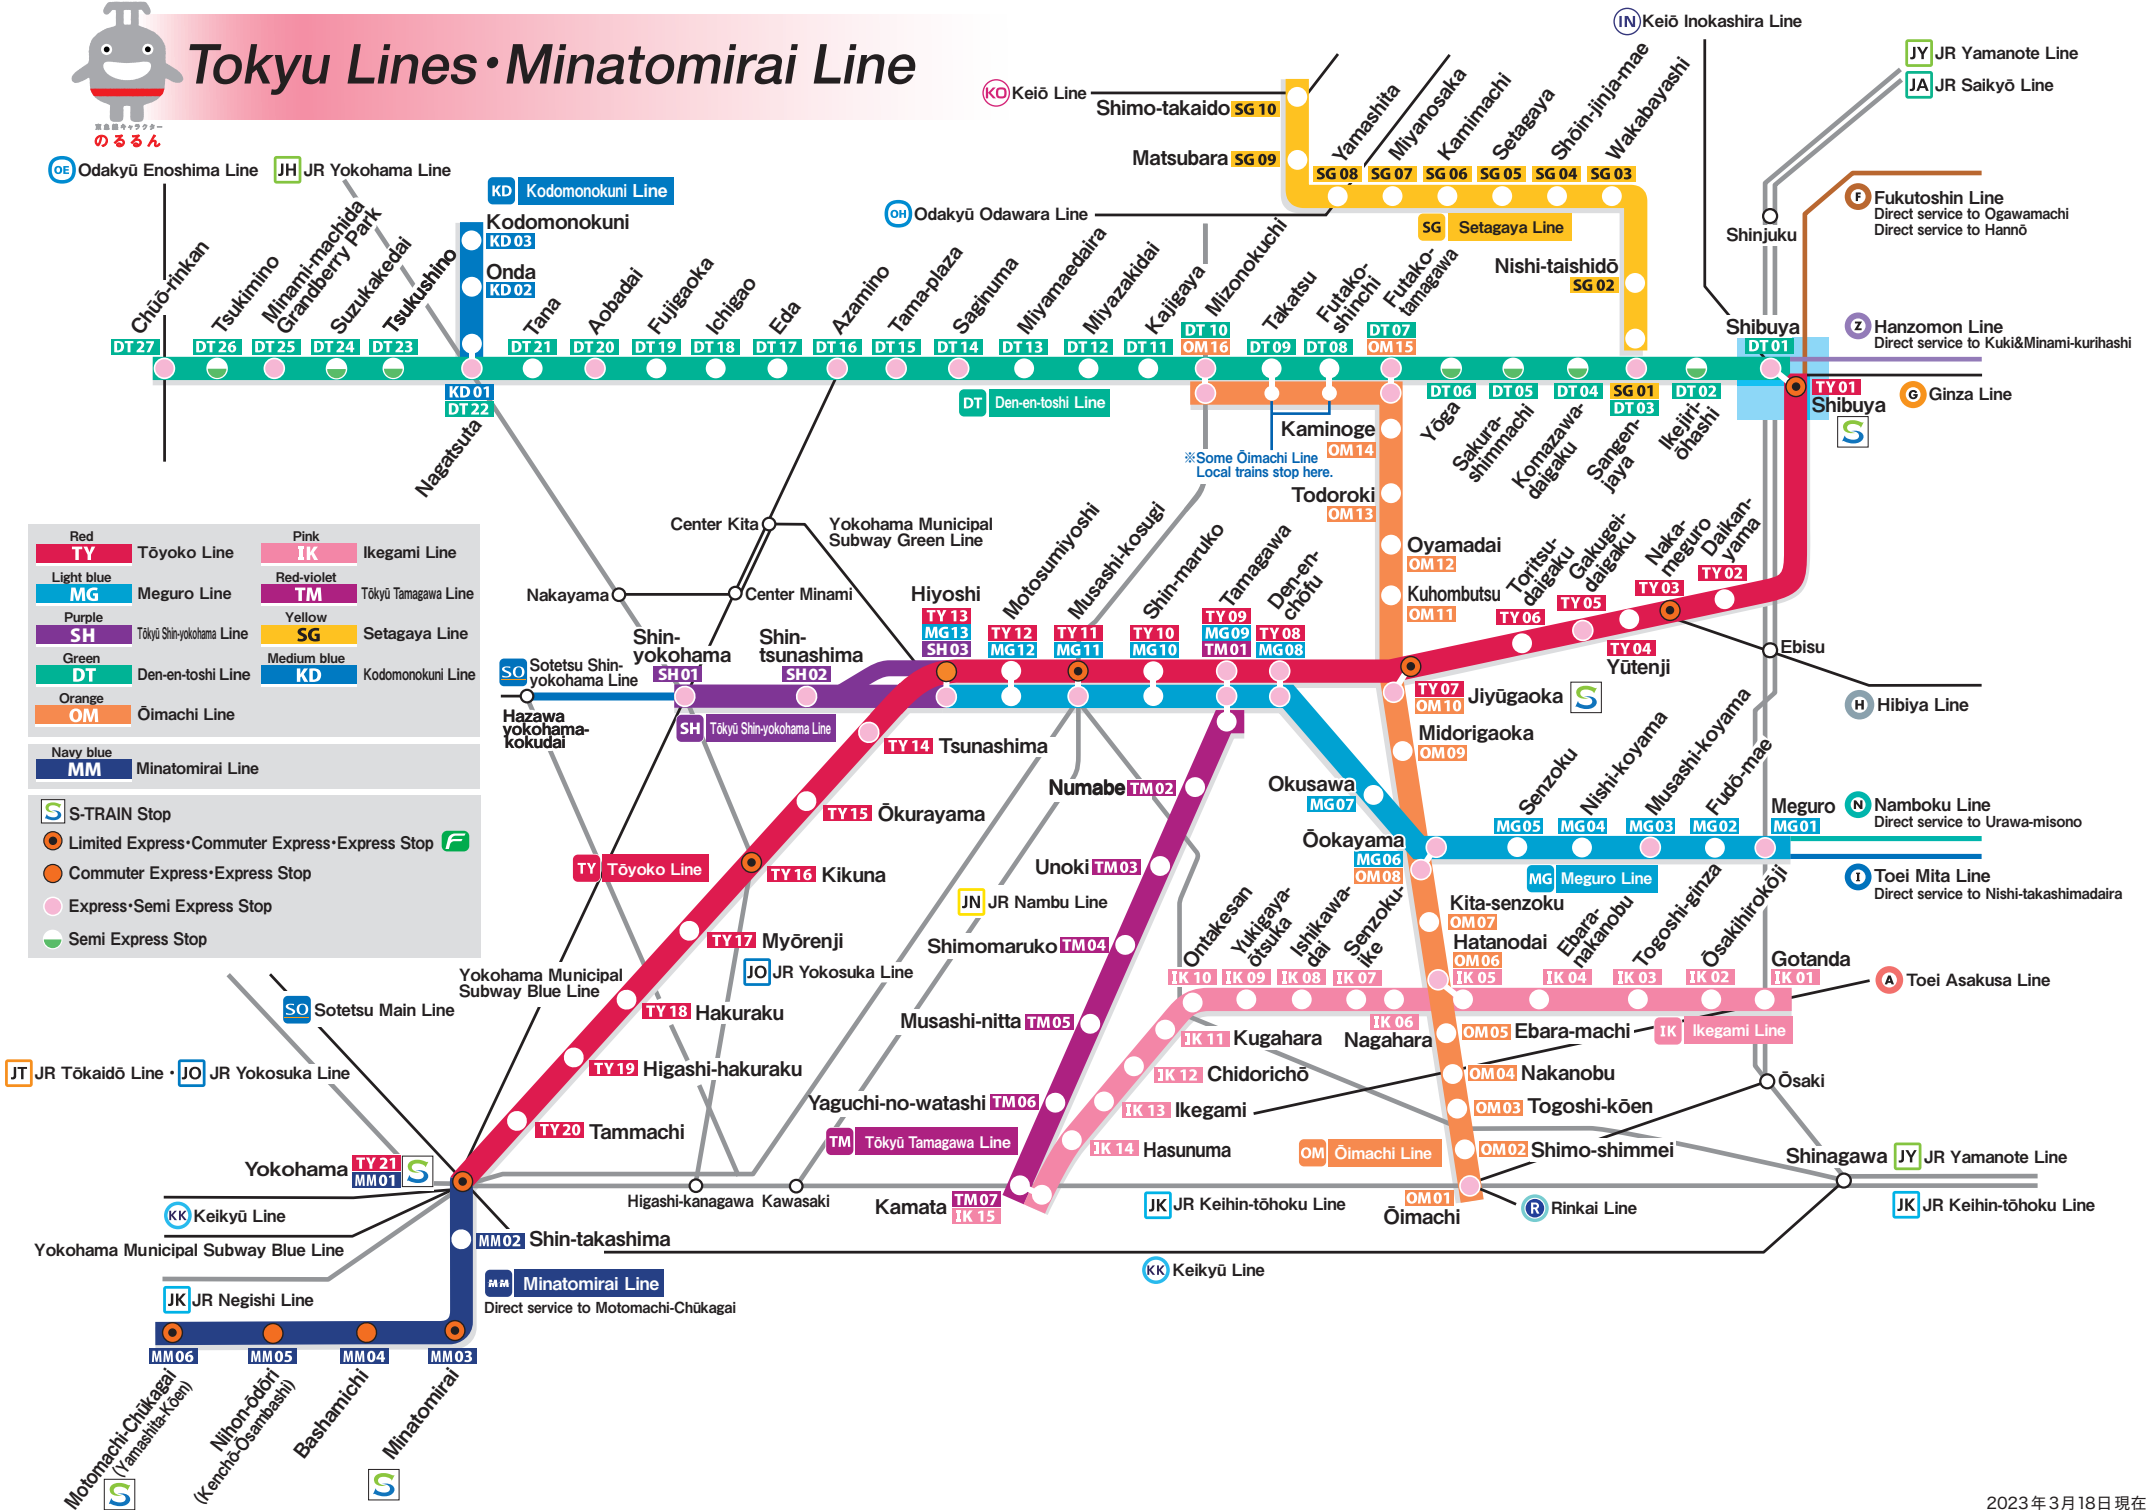 Tokyu Lines・Minatomirai Line
東急線キャラクター
のるるん
IN Keiō Inokashira Line
JY JR Yamanote Line
JA JR Saikyō Line
KO Keiō Line
Shimo-takaido SG 10
Matsubara SG 09
Yamashita
SG 08
Miyanosaka
SG 07
Kamimachi
SG 06
Setagaya
SG 05
Shōin-jinja-mae
SG 04
Wakabayashi
SG 03
SG Setagaya Line
Nishi-taishidō
SG 02
OH Odakyū Odawara Line
Shinjuku
F Fukutoshin Line
Direct service to Ogawamachi
Direct service to Hannō
Z Hanzomon Line
Direct service to Kuki&Minami-kurihashi
G Ginza Line
OE Odakyū Enoshima Line
JH JR Yokohama Line
KD Kodomonokuni Line
Kodomonokuni
KD 03
Onda
KD 02
Chūō-rinkan
DT 27
Tsukimino
DT 26
Minami-machida
Grandberry Park
DT 25
Suzukakedai
DT 24
Tsukushino
DT 23
KD 01
DT 22
Nagatsuta
Tana
DT 21
Aobadai
DT 20
Fujigaoka
DT 19
Ichigao
DT 18
Eda
DT 17
Azamino
DT 16
Tama-plaza
DT 15
Saginuma
DT 14
Miyamaedaira
DT 13
Miyazakidai
DT 12
Kajigaya
DT 11
Mizonokuchi
DT 10
OM 16
Takatsu
DT 09
Futako-
shinchi
DT 08
Futako-
tamagawa
DT 07
OM 15
DT Den-en-toshi Line
DT 06
Yōga
DT 05
Sakura-
shimmachi
DT 04
Komazawa-
daigaku
SG 01
DT 03
Sangen-
jaya
DT 02
Ikejiri-
ōhashi
Shibuya
DT 01
TY 01
Shibuya
S
※Some Ōimachi Line
Local trains stop here.
Kaminoge
OM 14
Todoroki
OM 13
Oyamadai
OM 12
Kuhombutsu
OM 11
Red
TY Tōyoko Line
Pink
IK Ikegami Line
Light blue
MG Meguro Line
Red-violet
TM Tōkyū Tamagawa Line
Purple
SH Tōkyū Shin-yokohama Line
Yellow
SG Setagaya Line
Green
DT Den-en-toshi Line
Medium blue
KD Kodomonokuni Line
Orange
OM Ōimachi Line
Navy blue
MM Minatomirai Line
S S-TRAIN Stop
Limited Express・Commuter Express・Express Stop F
Commuter Express・Express Stop
Express・Semi Express Stop
Semi Express Stop
Center Kita
Yokohama Municipal
Subway Green Line
Nakayama
Center Minami
SO Sotetsu Shin-
yokohama Line
Hazawa
yokohama-
kokudai
Shin-
yokohama
SH 01
Shin-
tsunashima
SH 02
SH Tōkyū Shin-yokohama Line
Hiyoshi
TY 13
MG 13
SH 03
Motosumiyoshi
TY 12
MG 12
Musashi-kosugi
TY 11
MG 11
Shin-maruko
TY 10
MG 10
Tamagawa
TY 09
MG 09
TM 01
Den-en-
chōfu
TY 08
MG 08
TY 07
OM 10
Jiyūgaoka S
Toritsu-
daigaku
TY 06
Gakugei-
daigaku
TY 05
TY 04
Yūtenji
Naka-
meguro
TY 03
Daikan-
yama
TY 02
Ebisu
H Hibiya Line
Midorigaoka
OM 09
Okusawa
MG 07
Ōokayama
MG 06
OM 08
Senzoku
MG 05
Nishi-koyama
MG 04
Musashi-koyama
MG 03
Fudō-mae
MG 02
Meguro
MG 01
MG Meguro Line
N Namboku Line
Direct service to Urawa-misono
I Toei Mita Line
Direct service to Nishi-takashimadaira
TY 14 Tsunashima
TY 15 Ōkurayama
TY 16 Kikuna
TY Tōyoko Line
TY 17 Myōrenji
TY 18 Hakuraku
TY 19 Higashi-hakuraku
TY 20 Tammachi
JO JR Yokosuka Line
JN JR Nambu Line
Numabe TM 02
Unoki TM 03
Shimomaruko TM 04
Musashi-nitta TM 05
Yaguchi-no-watashi TM 06
TM Tōkyū Tamagawa Line
Kamata TM 07
IK 15
Kita-senzoku
OM 07
Hatanodai
OM 06
IK 05
Ontakesan
IK 10
Yukigaya-
ōtsuka
IK 09
Ishikawa-
dai
IK 08
Senzoku-
ike
IK 07
IK 06
Nagahara
Ebara-
nakanobu
IK 04
Togoshi-ginza
IK 03
Ōsakihirokōji
IK 02
Gotanda
IK 01
A Toei Asakusa Line
IK Ikegami Line
IK 11 Kugahara
IK 12 Chidorichō
IK 13 Ikegami
IK 14 Hasunuma
OM 05 Ebara-machi
OM 04 Nakanobu
OM 03 Togoshi-kōen
OM 02 Shimo-shimmei
OM Ōimachi Line
OM 01
Ōimachi
R Rinkai Line
Ōsaki
Shinagawa
JY JR Yamanote Line
JK JR Keihin-tōhoku Line
JK JR Keihin-tōhoku Line
KK Keikyū Line
Higashi-kanagawa
Kawasaki
Yokohama Municipal
Subway Blue Line
SO Sotetsu Main Line
JT JR Tōkaidō Line・JO JR Yokosuka Line
Yokohama TY 21
MM 01
S
KK Keikyū Line
Yokohama Municipal Subway Blue Line
JK JR Negishi Line
MM 02 Shin-takashima
MM Minatomirai Line
Direct service to Motomachi-Chūkagai
MM 06
Motomachi-Chūkagai
(Yamashita-Kōen)
S
MM 05
Nihon-ōdōri
(Kenchō-Ōsambashi)
MM 04
Bashamichi
MM 03
Minatomirai
S
2023年3月18日現在